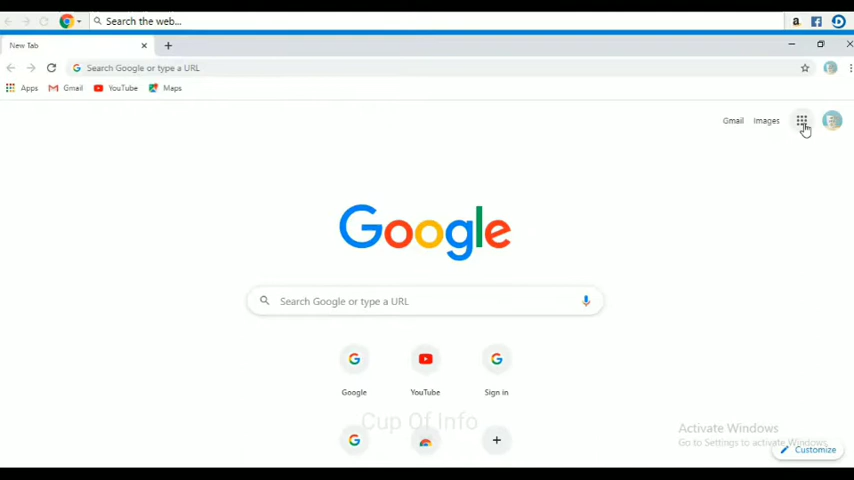 Search the web...
New Tab
Search Google or type a URL
Apps Gmail YouTube Maps
Gmail Images
Google
Search Google or type a URL
Google YouTube Sign in
Cup Of Info
Activate Windows
Go to Settings to activate Windows.
Customize